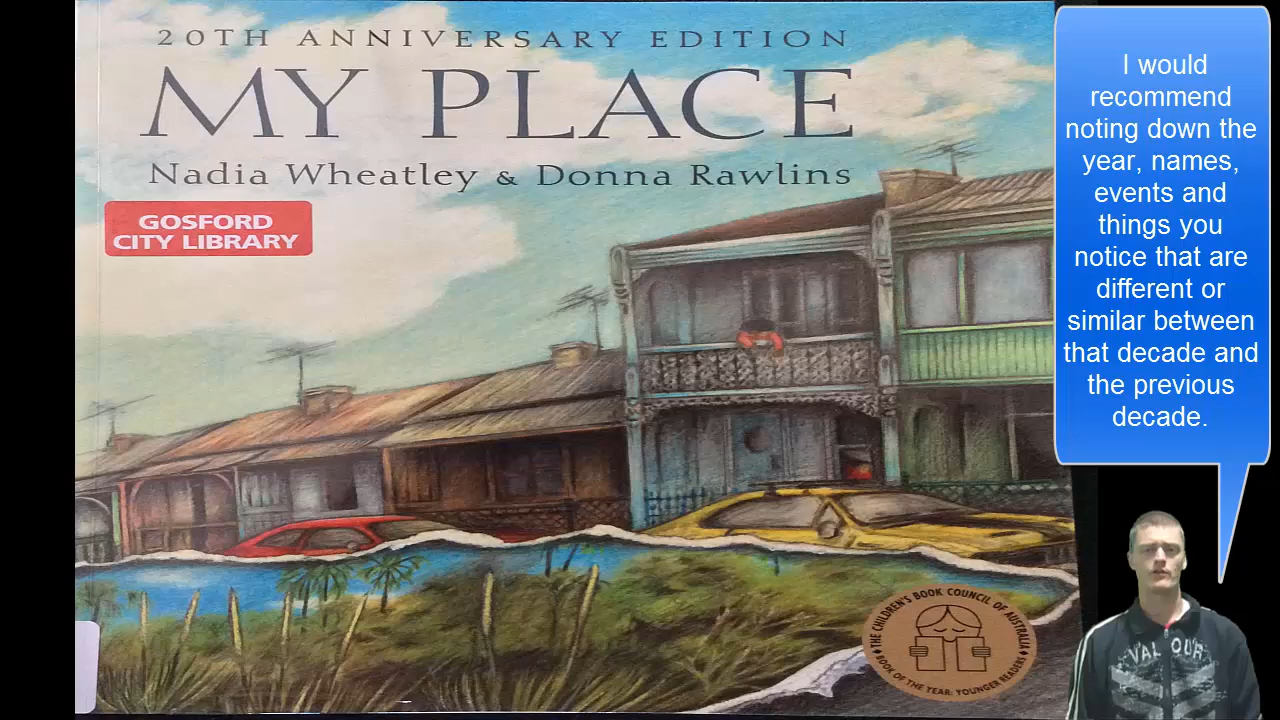 20TH ANNIVERSARY EDITION
MY PLACE
Nadia Wheatley & Donna Rawlins
GOSFORD
CITY LIBRARY
THE CHILDREN'S BOOK COUNCIL OF AUSTRALIA
BOOK OF THE YEAR: YOUNGER READERS
I would
recommend
noting down the
year, names,
events and
things you
notice that are
different or
similar between
that decade and
the previous
decade.
VALOUR